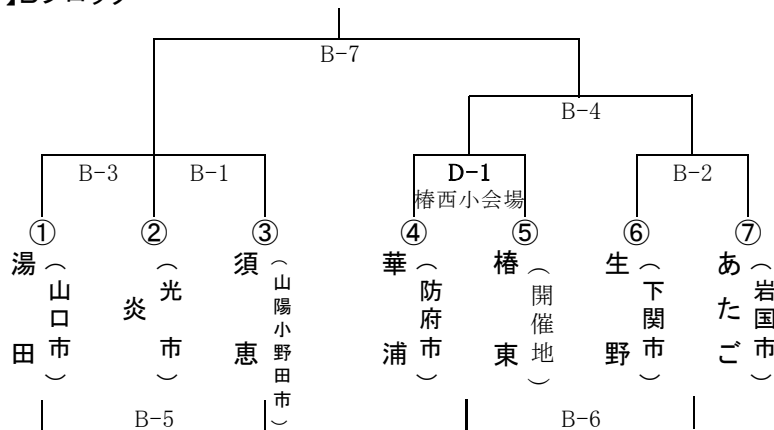 】Bブロック
B-7
B-4
B-3
B-1
D-1
B-2
椿西小会場
①
②
③
④
⑤
⑥
⑦
湯田
(山口市)
炎
(光市)
須恵
(山陽小野田市)
華浦
(防府市)
椿東
(開催地)
生野
(下関市)
あたご
(岩国市)
B-5
B-6